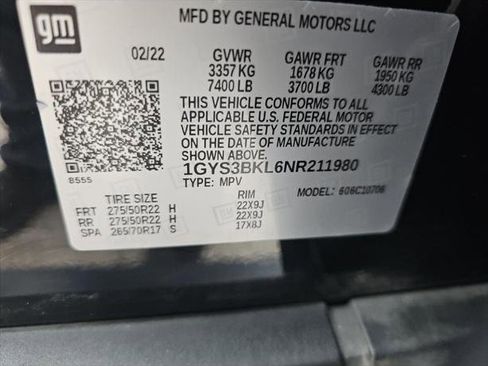 gm
MFD BY GENERAL MOTORS LLC
02/22 GVWR GAWR FRT GAWR RR
3357 KG 1678 KG 1950 KG
7400 LB 3700 LB 4300 LB
THIS VEHICLE CONFORMS TO ALL
APPLICABLE U.S. FEDERAL MOTOR
VEHICLE SAFETY STANDARDS IN EFFECT
ON THE DATE OF MANUFACTURE
SHOWN ABOVE.
1GYS3BKL6NR211980
8555 TYPE: MPV MODEL: 606C10706
TIRE SIZE RIM
FRT 275/50R22 H 22X9J
RR 275/50R22 H 22X9J
SPA 265/70R17 S 17X8J